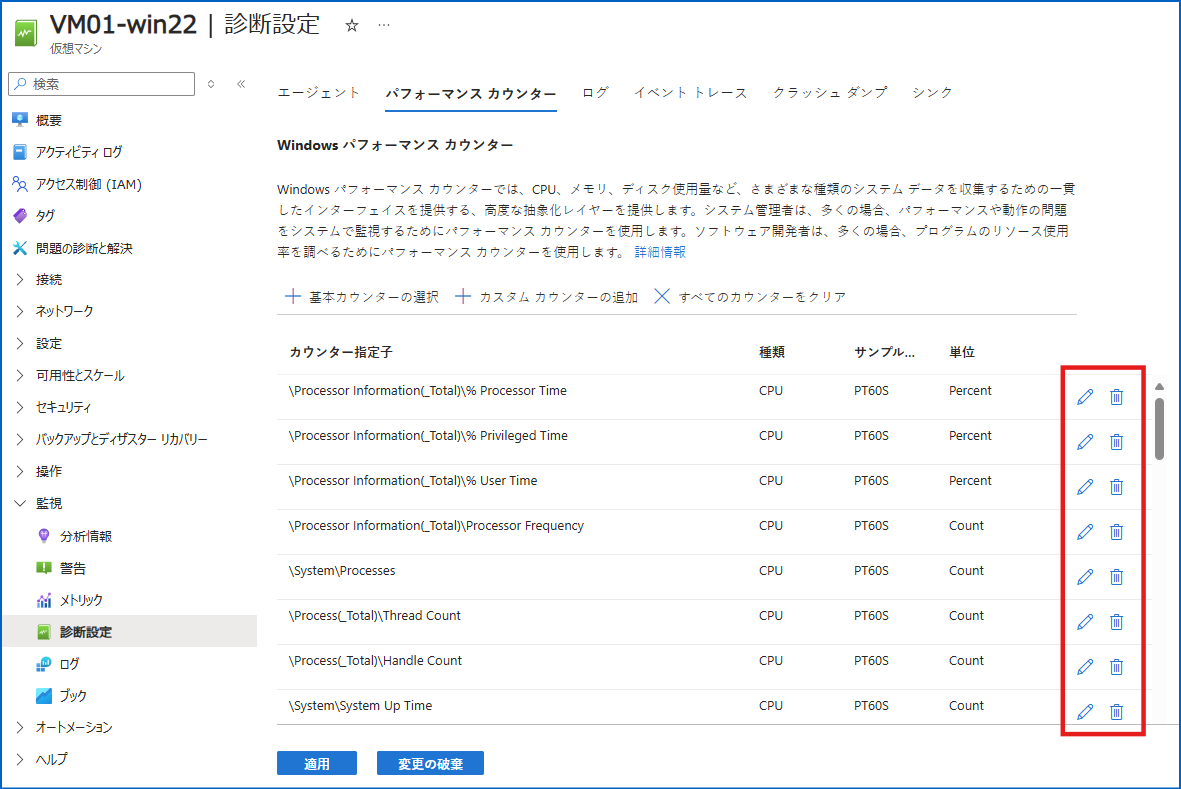 VM01-win22 | 診断設定 ☆ …
仮想マシン
検索
概要
アクティビティ ログ
アクセス制御 (IAM)
タグ
問題の診断と解決
接続
ネットワーク
設定
可用性とスケール
セキュリティ
バックアップとディザスター リカバリー
操作
監視
分析情報
警告
メトリック
診断設定
ログ
ブック
オートメーション
ヘルプ
エージェント パフォーマンス カウンター ログ イベント トレース クラッシュ ダンプ シンク
Windows パフォーマンス カウンター
Windows パフォーマンス カウンターでは、CPU、メモリ、ディスク使用量など、さまざまな種類のシステム データを収集するための一貫
したインターフェイスを提供する、高度な抽象化レイヤーを提供します。システム管理者は、多くの場合、パフォーマンスや動作の問題
をシステムで監視するためにパフォーマンス カウンターを使用します。ソフトウェア開発者は、多くの場合、プログラムのリソース使用
率を調べるためにパフォーマンス カウンターを使用します。 詳細情報
基本カウンターの選択 カスタム カウンターの追加 すべてのカウンターをクリア
カウンター指定子 種類 サンプル... 単位
\Processor Information(_Total)\% Processor Time CPU PT60S Percent
\Processor Information(_Total)\% Privileged Time CPU PT60S Percent
\Processor Information(_Total)\% User Time CPU PT60S Percent
\Processor Information(_Total)\Processor Frequency CPU PT60S Count
\System\Processes CPU PT60S Count
\Process(_Total)\Thread Count CPU PT60S Count
\Process(_Total)\Handle Count CPU PT60S Count
\System\System Up Time CPU PT60S Count
適用 変更の破棄